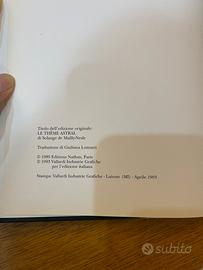 Titolo dell'edizione originale:
LE THÈME ASTRAL
di Solange de Mailly-Nesle
Traduzione di Giuliana Lomazzi
© 1989 Editions Nathan, Paris
© 1993 Vallardi Industrie Grafiche
per l'edizione italiana
Stampa: Vallardi Industrie Grafiche - Lainate (MI) - Aprile 1993
subito